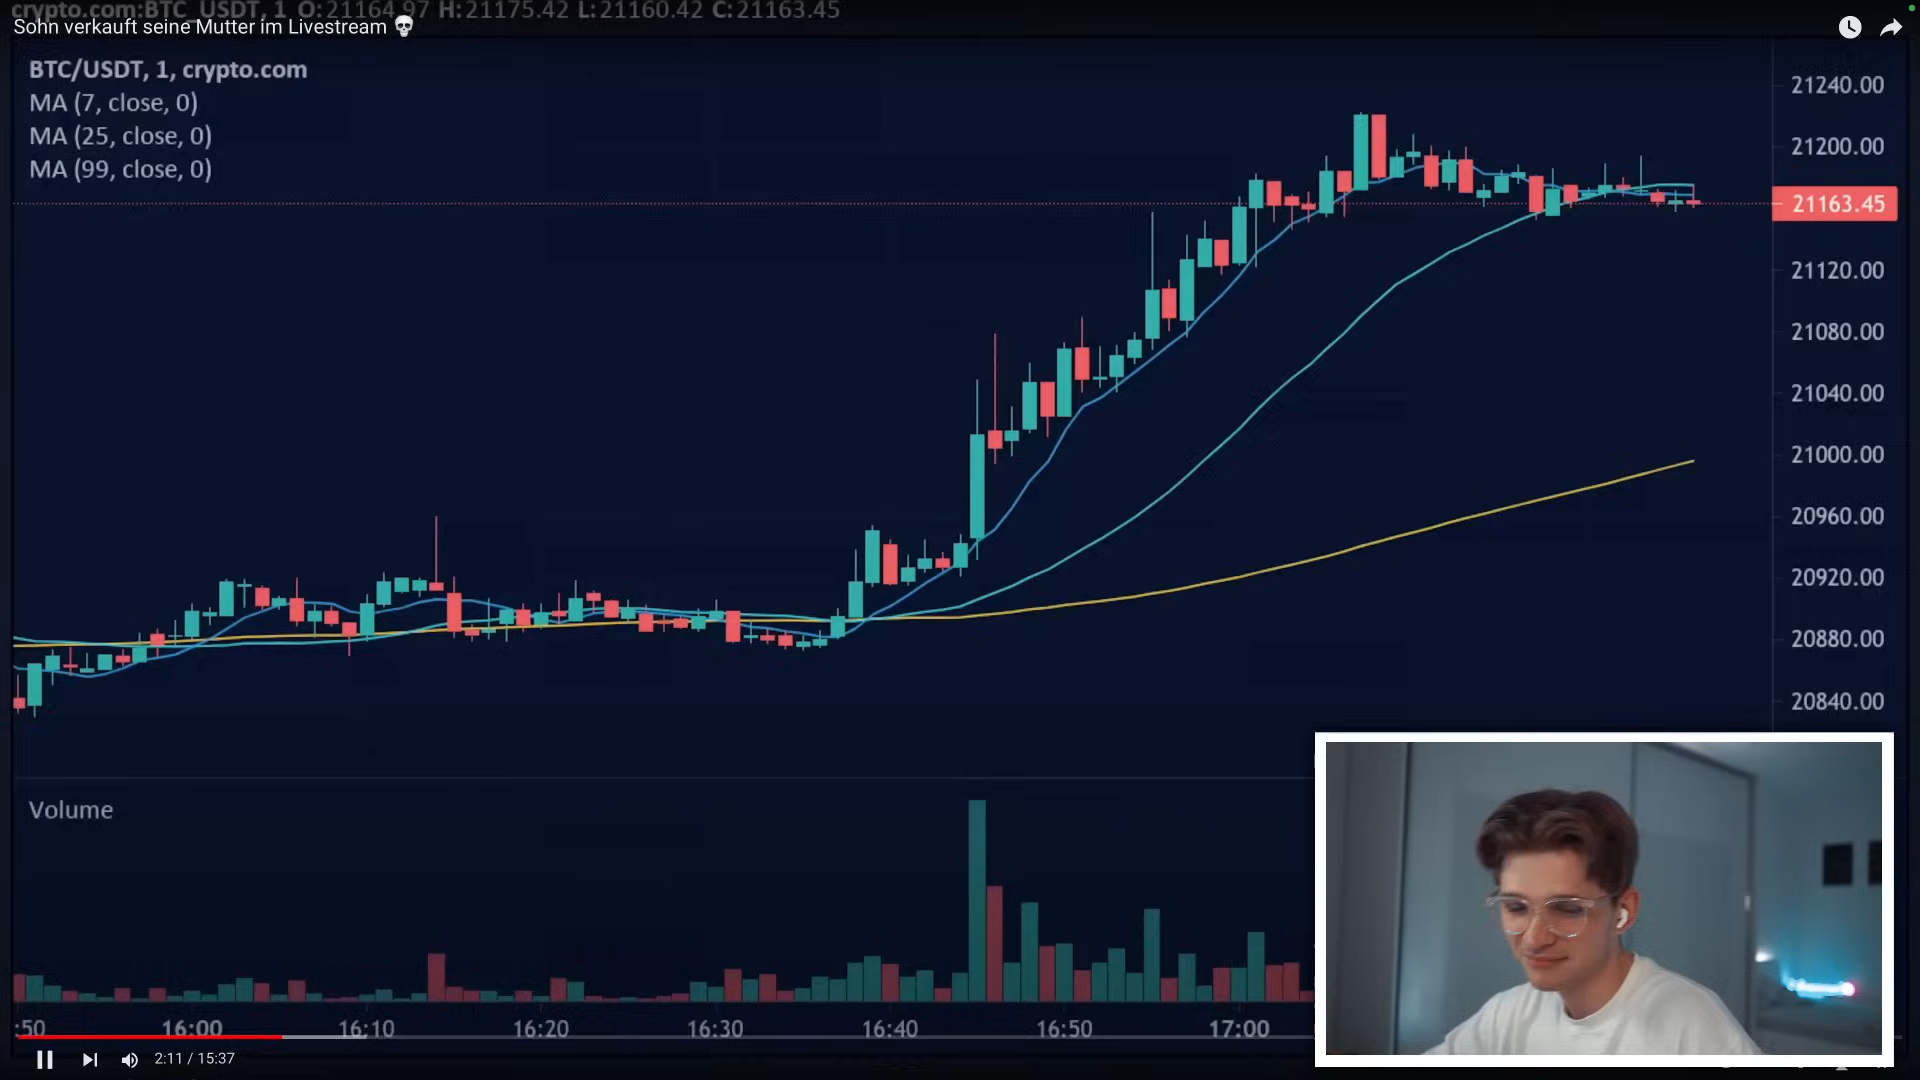 crypto.com:BTC_USDT, 1 O:21164.97 H:21175.42 L:21160.42 C:21163.45
Sohn verkauft seine Mutter im Livestream 💀
BTC/USDT, 1, crypto.com
MA (7, close, 0)
MA (25, close, 0)
MA (99, close, 0)
21240.00
21200.00
21163.45
21120.00
21080.00
21040.00
21000.00
20960.00
20920.00
20880.00
20840.00
Volume
:50 16:00 16:10 16:20 16:30 16:40 16:50 17:00
2:11 / 15:37